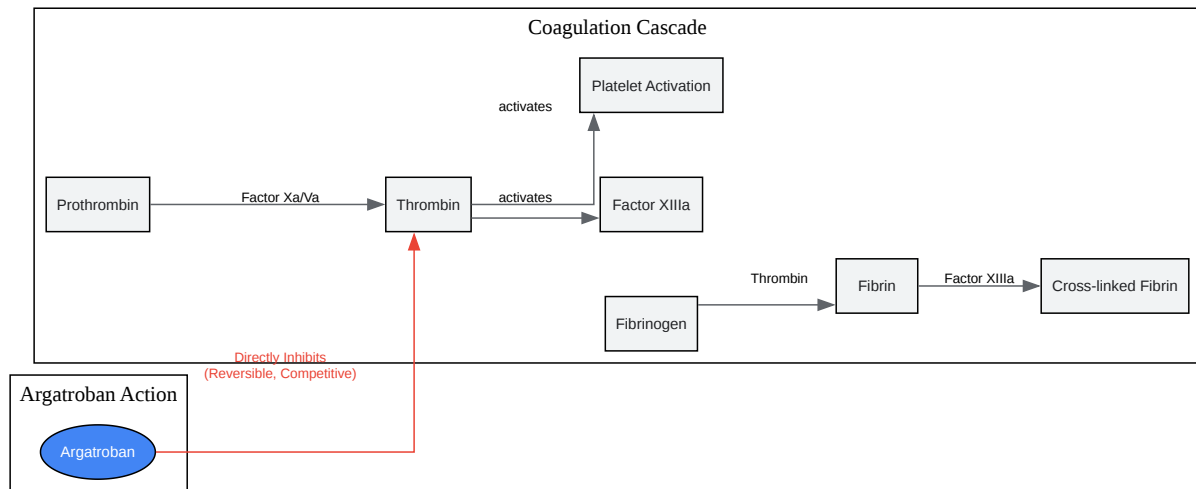 Coagulation Cascade
Platelet Activation
activates
Prothrombin
Factor Xa/Va
Thrombin
activates
Factor XIIIa
Thrombin
Fibrin
Factor XIIIa
Cross-linked Fibrin
Fibrinogen
Directly Inhibits
(Reversible, Competitive)
Argatroban Action
Argatroban